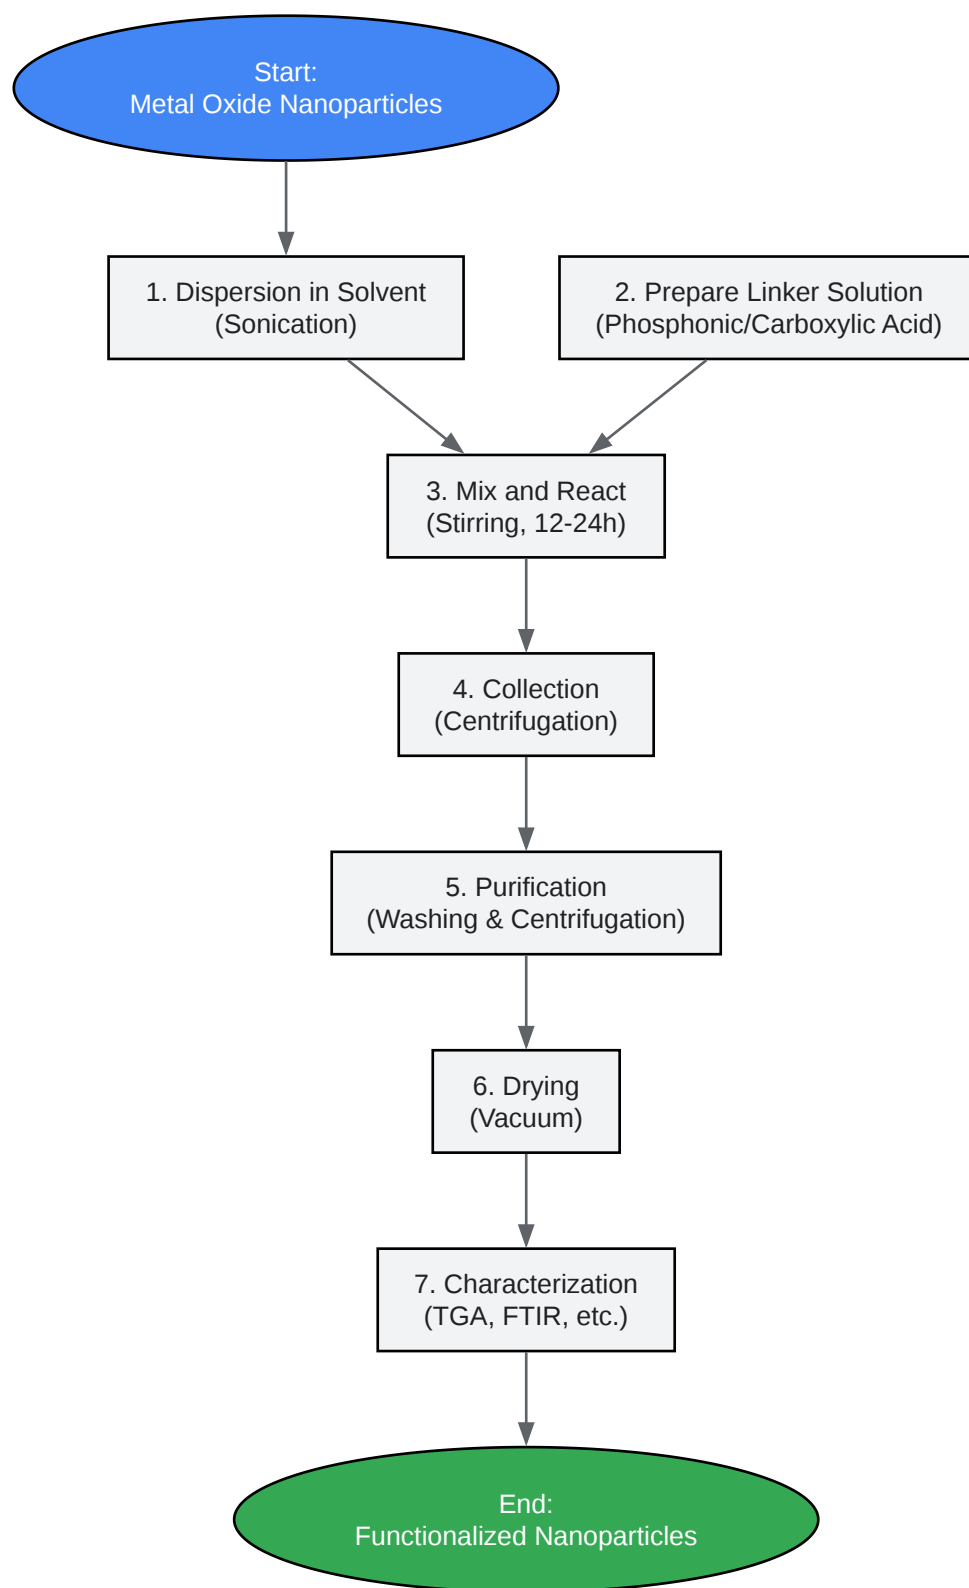 Start:
Metal Oxide Nanoparticles
1. Dispersion in Solvent
(Sonication)
2. Prepare Linker Solution
(Phosphonic/Carboxylic Acid)
3. Mix and React
(Stirring, 12-24h)
4. Collection
(Centrifugation)
5. Purification
(Washing & Centrifugation)
6. Drying
(Vacuum)
7. Characterization
(TGA, FTIR, etc.)
End:
Functionalized Nanoparticles